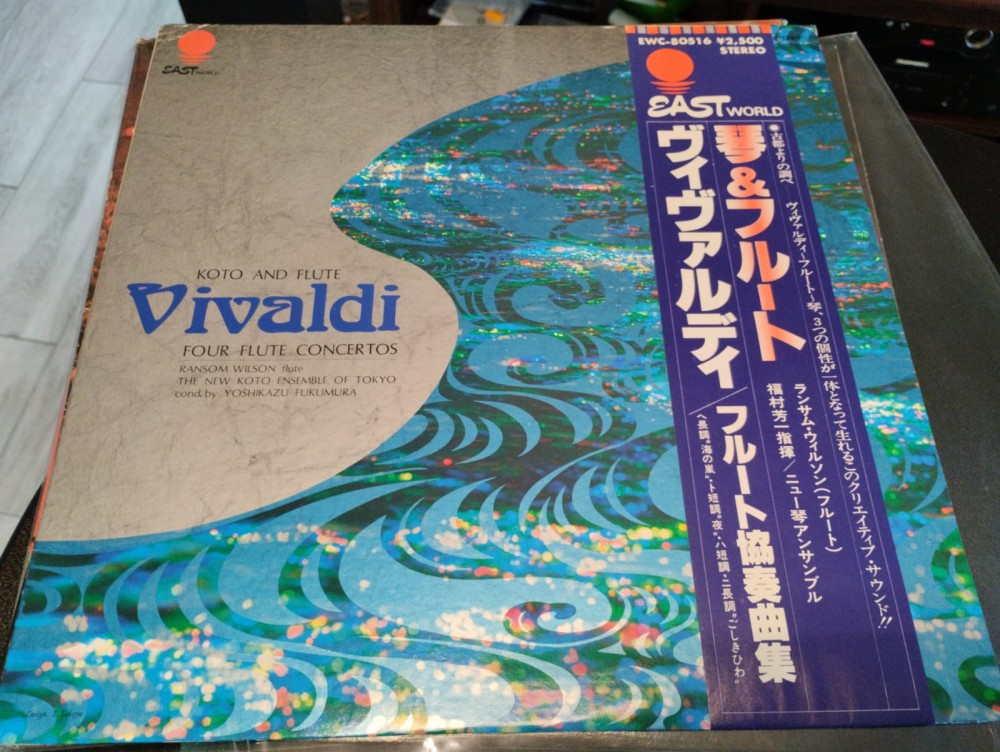 EAST WORLD
KOTO AND FLUTE
Vivaldi
FOUR FLUTE CONCERTOS
RANSOM WILSON flute
THE NEW KOTO ENSEMBLE OF TOKYO
cond. by YOSHIKAZU FUKUMURA
EWC-80516 ¥2,500
STEREO
EAST WORLD
●古都よりの調べ
ヴィヴァルディ〜フルート〜琴、3つの個性が一体となって生れるこのクリエイティブ・サウンド!!
琴&フルート
ランサム・ウィルソン(フルート)
福村芳一指揮/ニュー琴アンサンブル
ヴィヴァルディ/フルート協奏曲集
ヘ長調“海の嵐”・ト短調“夜”・ハ短調・ニ長調“ごしきひわ”
Design: